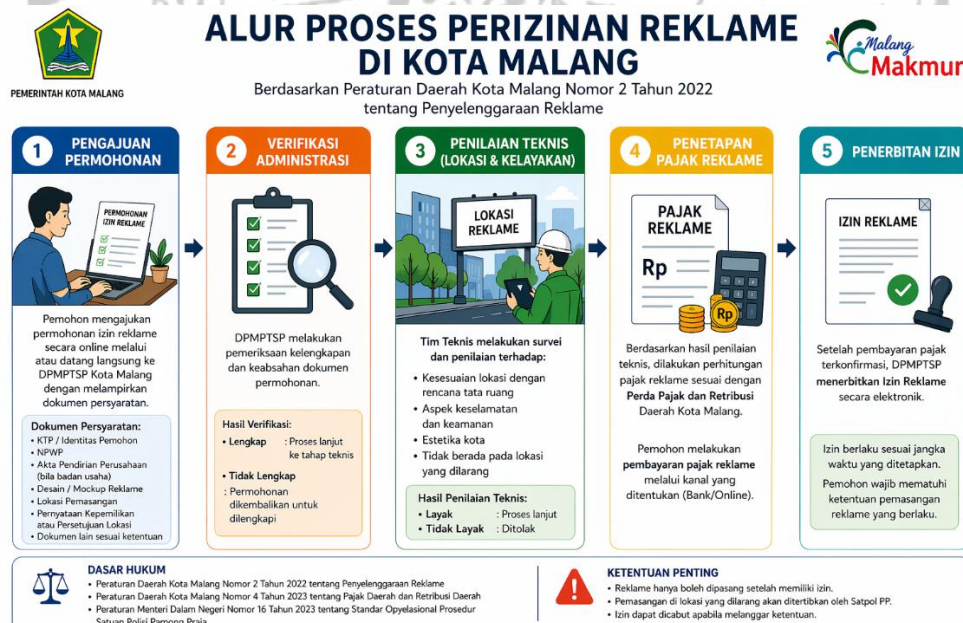 PEMERINTAH KOTA MALANG
ALUR PROSES PERIZINAN REKLAME
DI KOTA MALANG
Berdasarkan Peraturan Daerah Kota Malang Nomor 2 Tahun 2022
tentang Penyelenggaraan Reklame
Malang
Makmur
1 PENGAJUAN
PERMOHONAN
PERMOHONAN
IZIN REKLAME
Pemohon mengajukan
permohonan izin reklame
secara online melalui
atau datang langsung ke
DPMPTSP Kota Malang
dengan melampirkan
dokumen persyaratan.
Dokumen Persyaratan:
• KTP / Identitas Pemohon
• NPWP
• Akta Pendirian Perusahaan
(bila badan usaha)
• Desain / Mockup Reklame
• Lokasi Pemasangan
• Pernyataan Kepemilikan
atau Persetujuan Lokasi
• Dokumen lain sesuai ketentuan
2 VERIFIKASI
ADMINISTRASI
DPMPTSP melakukan
pemeriksaan kelengkapan
dan keabsahan dokumen
permohonan.
Hasil Verifikasi:
• Lengkap : Proses lanjut
ke tahap teknis
• Tidak Lengkap
: Permohonan
dikembalikan untuk
dilengkapi
3 PENILAIAN TEKNIS
(LOKASI & KELAYAKAN)
LOKASI
REKLAME
Tim Teknis melakukan survei
dan penilaian terhadap:
• Kesesuaian lokasi dengan
rencana tata ruang
• Aspek keselamatan
dan keamanan
• Estetika kota
• Tidak berada pada lokasi
yang dilarang
Hasil Penilaian Teknis:
• Layak : Proses lanjut
• Tidak Layak : Ditolak
4 PENETAPAN
PAJAK REKLAME
PAJAK
REKLAME
Rp
Rp
Berdasarkan hasil penilaian
teknis, dilakukan perhitungan
pajak reklame sesuai dengan
Perda Pajak dan Retribusi
Daerah Kota Malang.
Pemohon melakukan
pembayaran pajak reklame
melalui kanal yang
ditentukan (Bank/Online).
5 PENERBITAN IZIN
IZIN REKLAME
Setelah pembayaran pajak
terkonfirmasi, DPMPTSP
menerbitkan Izin Reklame
secara elektronik.
Izin berlaku sesuai jangka
waktu yang ditetapkan.
Pemohon wajib mematuhi
ketentuan pemasangan
reklame yang berlaku.
DASAR HUKUM
• Peraturan Daerah Kota Malang Nomor 2 Tahun 2022 tentang Penyelenggaraan Reklame
• Peraturan Daerah Kota Malang Nomor 4 Tahun 2023 tentang Pajak Daerah dan Retribusi Daerah
• Peraturan Menteri Dalam Negeri Nomor 16 Tahun 2023 tentang Standar Opyelasional Prosedur
Satuan Polisi Pamong Praja
KETENTUAN PENTING
• Reklame hanya boleh dipasang setelah memiliki izin.
• Pemasangan di lokasi yang dilarang akan ditertibkan oleh Satpol PP.
• Izin dapat dicabut apabila melanggar ketentuan.